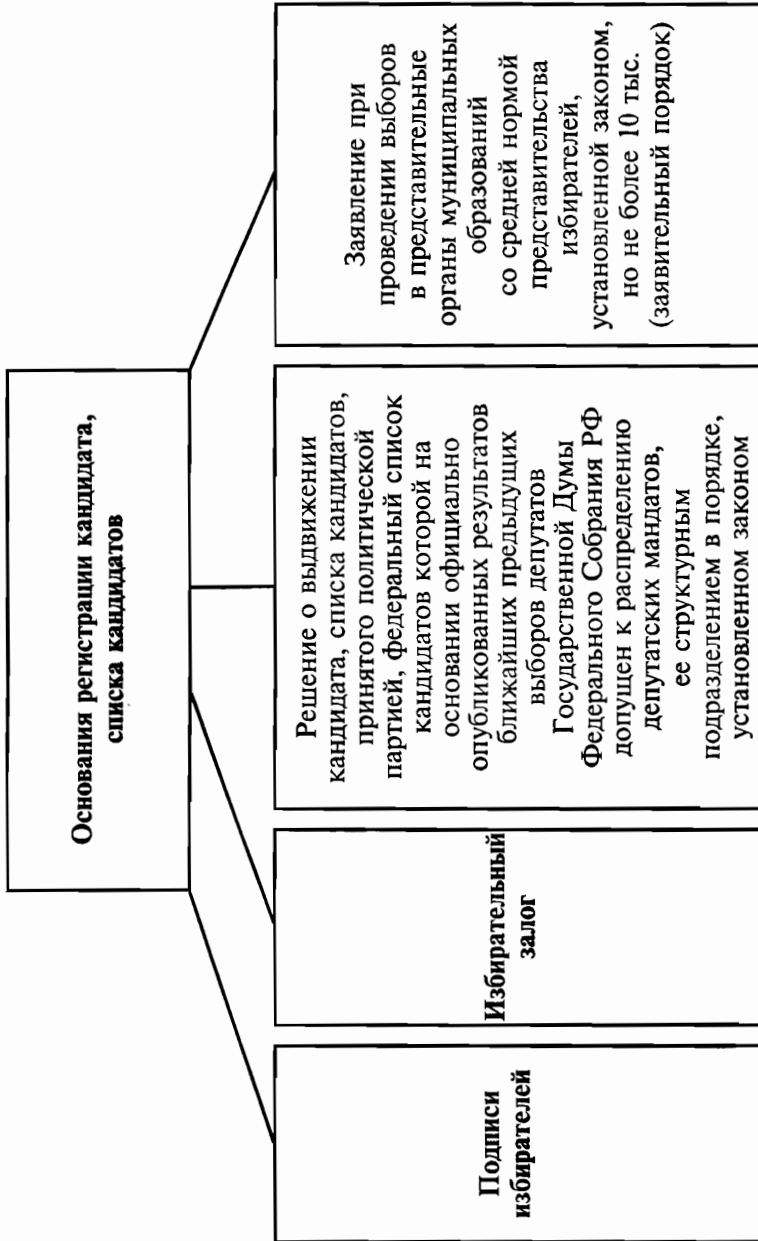 Основания регистрации кандидата,
списка кандидатов
Подписи
избирателей
Избирательный
залог
Решение о выдвижении
кандидата, списка кандидатов,
принятого политической
партией, федеральный список
кандидатов которой на
основании официально
опубликованных результатов
ближайших предыдущих
выборов депутатов
Государственной Думы
Федерального Собрания РФ
допущен к распределению
депутатских мандатов,
ее структурным
подразделением в порядке,
установленном законом
Заявление при
проведении выборов
в представительные
органы муниципальных
образований
со средней нормой
представительства
избирателей,
установленной законом,
но не более 10 тыс.
(заявительный порядок)